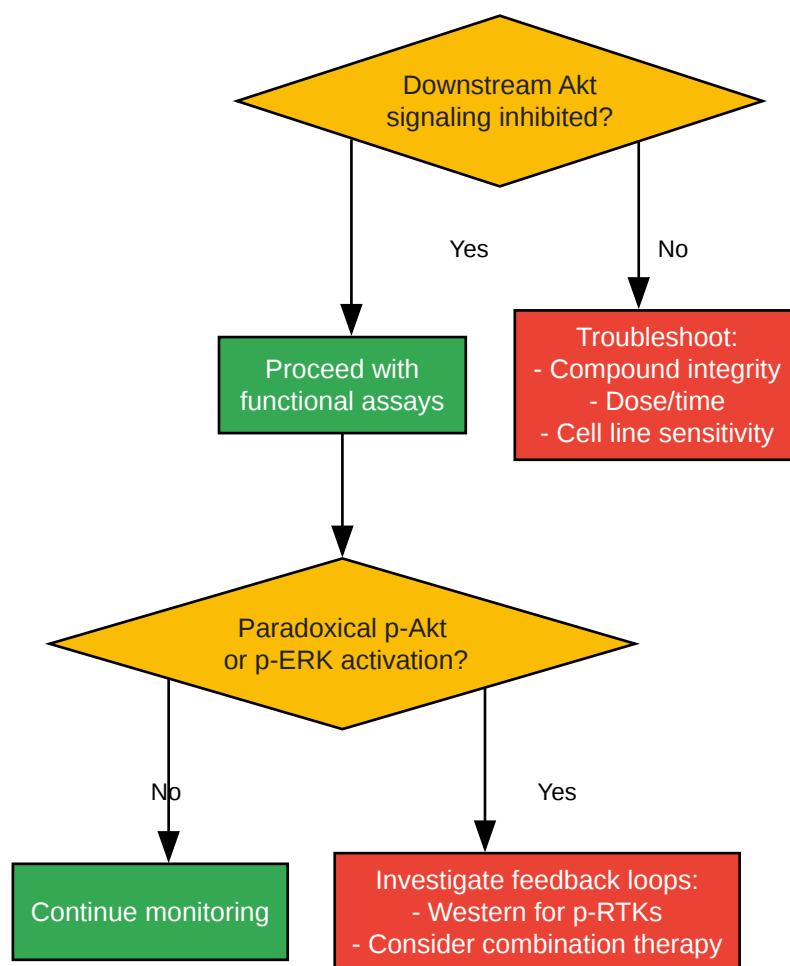 Downstream Akt
signaling inhibited?
Yes
No
Proceed with
functional assays
Troubleshoot:
- Compound integrity
- Dose/time
- Cell line sensitivity
Paradoxical p-Akt
or p-ERK activation?
No
Yes
Continue monitoring
Investigate feedback loops:
- Western for p-RTKs
- Consider combination therapy